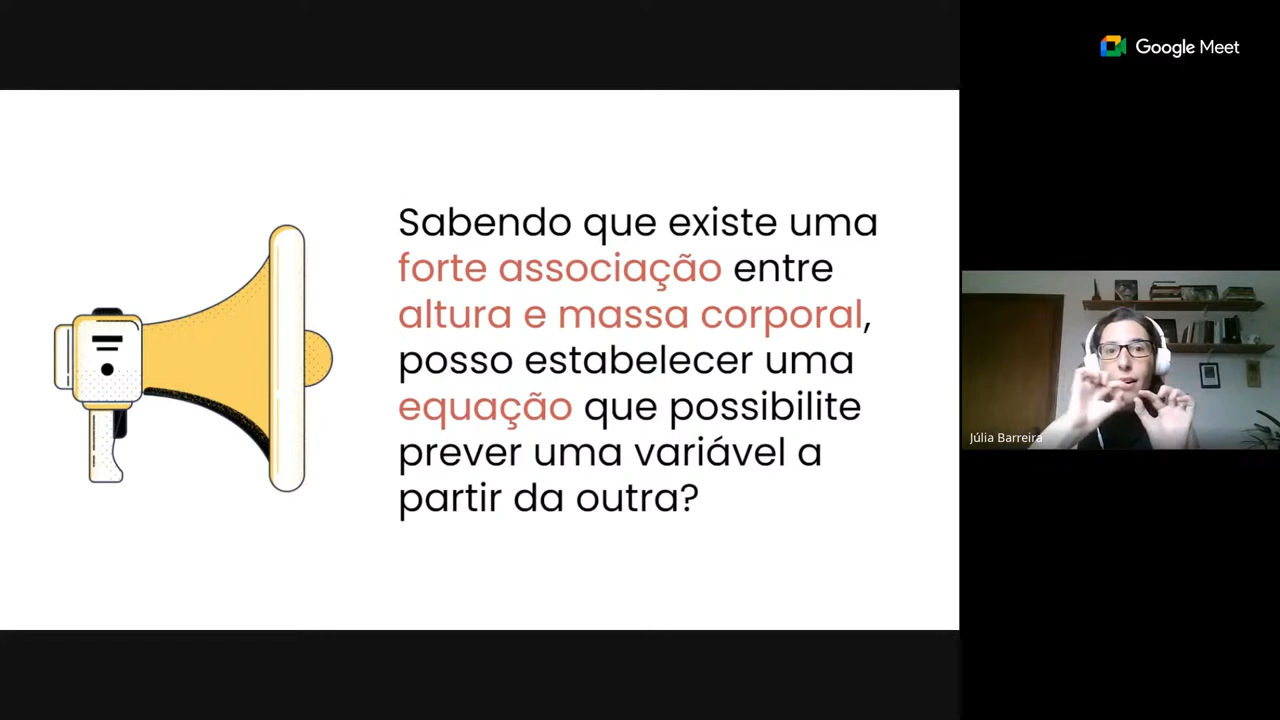 Google Meet
Sabendo que existe uma
forte associação entre
altura e massa corporal,
posso estabelecer uma
equação que possibilite
prever uma variável a
partir da outra?
Júlia Barreira